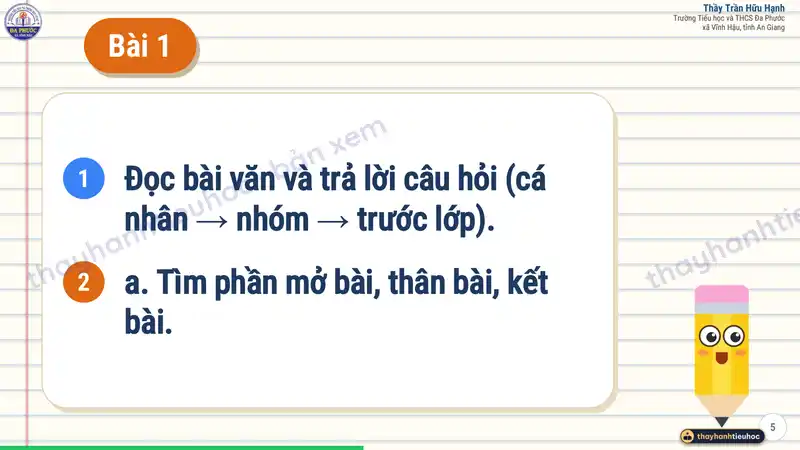 Thầy Trần Hữu Hạnh
Trường Tiểu học và THCS Đa Phước
xã Vĩnh Hậu, tỉnh An Giang
ĐA PHƯỚC
Bài 1
1 Đọc bài văn và trả lời câu hỏi (cá
nhân → nhóm → trước lớp).
2 a. Tìm phần mở bài, thân bài, kết
bài.
5
thayhanhtieuhoc